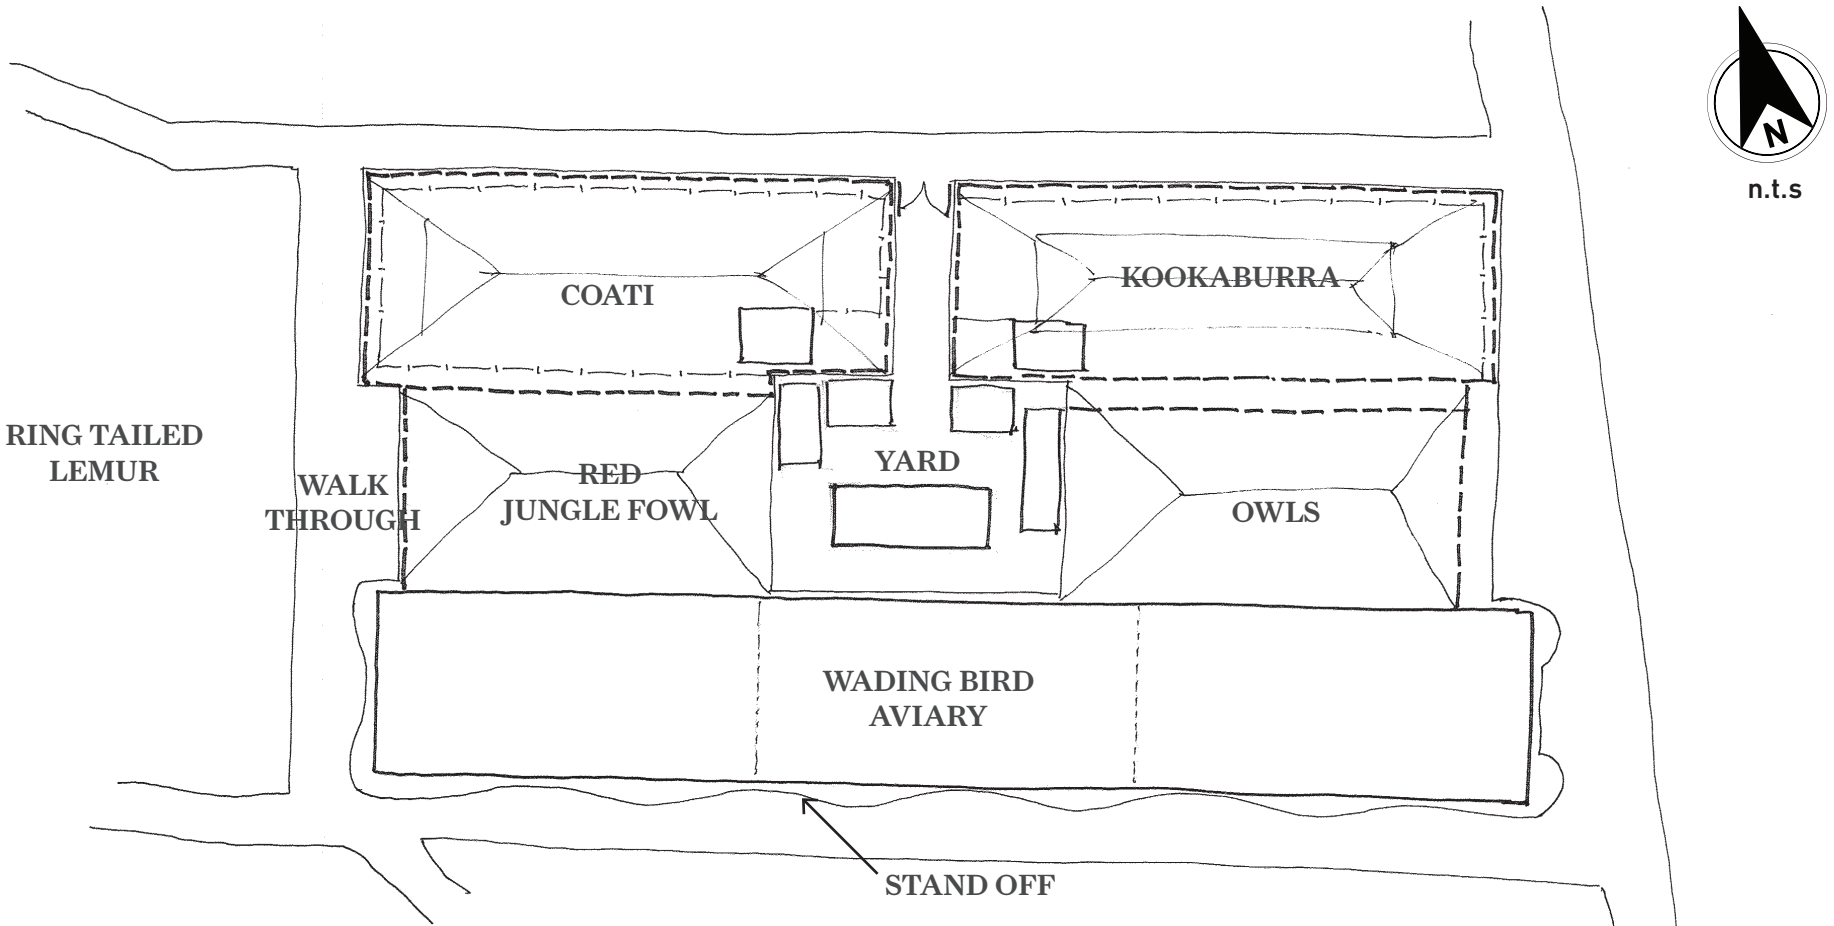 N
n.t.s
COATI
KOOKABURRA
RING TAILED
LEMUR
WALK
THROUGH
RED
JUNGLE FOWL
YARD
OWLS
WADING BIRD
AVIARY
STAND OFF